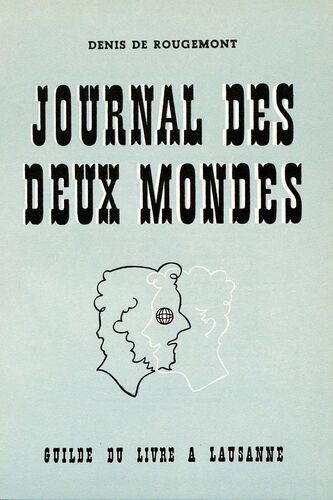 DENIS DE ROUGEMONT
JOURNAL DES
DEUX MONDES
GUILDE DU LIVRE A LAUSANNE